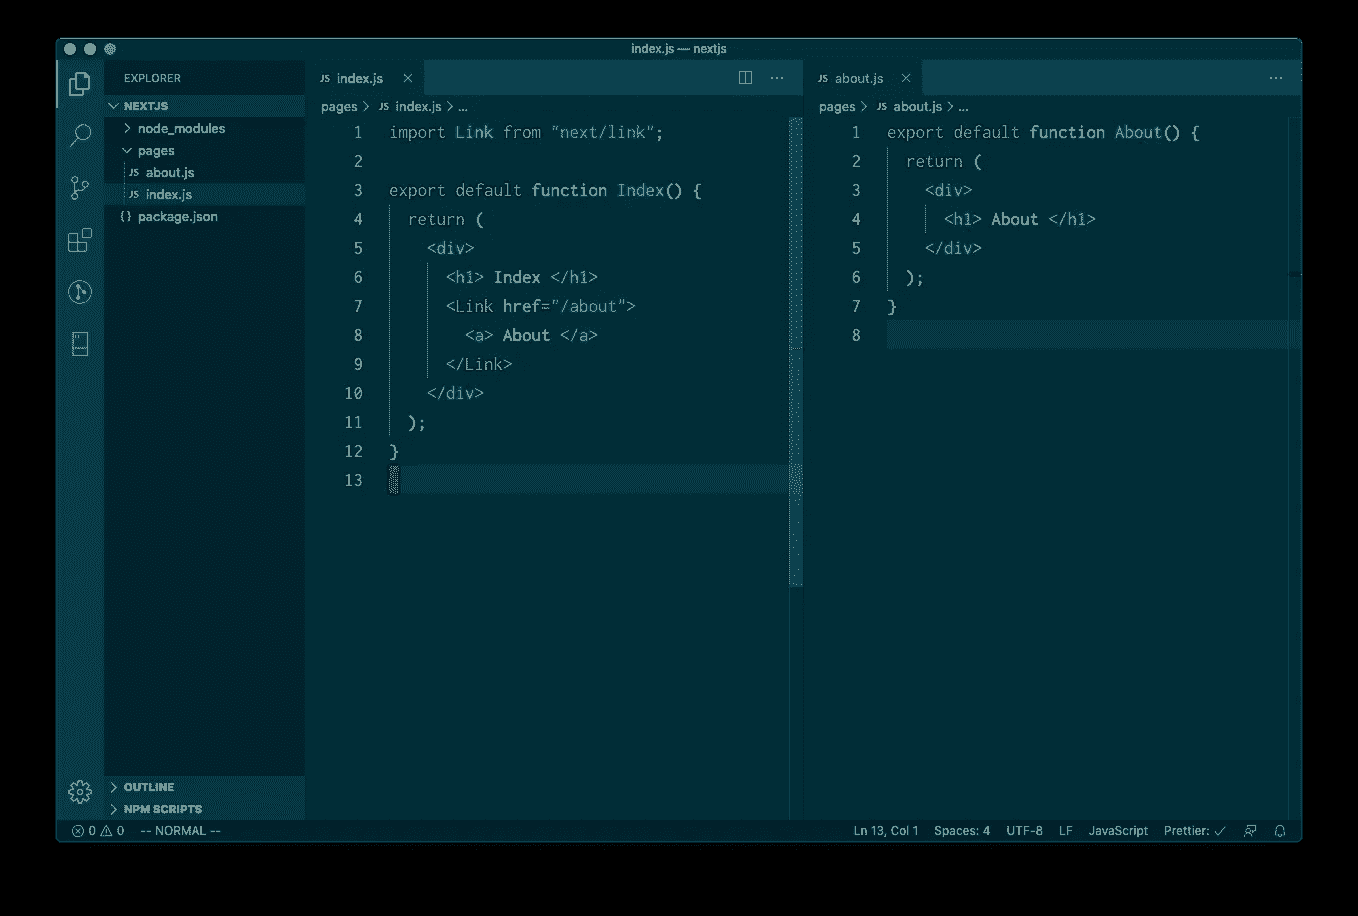 index.js — nextjs
EXPLORER
NEXTJS
node_modules
pages
JS about.js
JS index.js
{} package.json
OUTLINE
NPM SCRIPTS
JS index.js
pages > JS index.js > ...
1 import Link from "next/link";
2
3 export default function Index() {
4 return (
5 <div>
6 <h1> Index </h1>
7 <Link href="/about">
8 <a> About </a>
9 </Link>
10 </div>
11 );
12 }
13
JS about.js
pages > JS about.js > ...
1 export default function About() {
2 return (
3 <div>
4 <h1> About </h1>
5 </div>
6 );
7 }
8
0 0 -- NORMAL --
Ln 13, Col 1 Spaces: 4 UTF-8 LF JavaScript Prettier: ✓